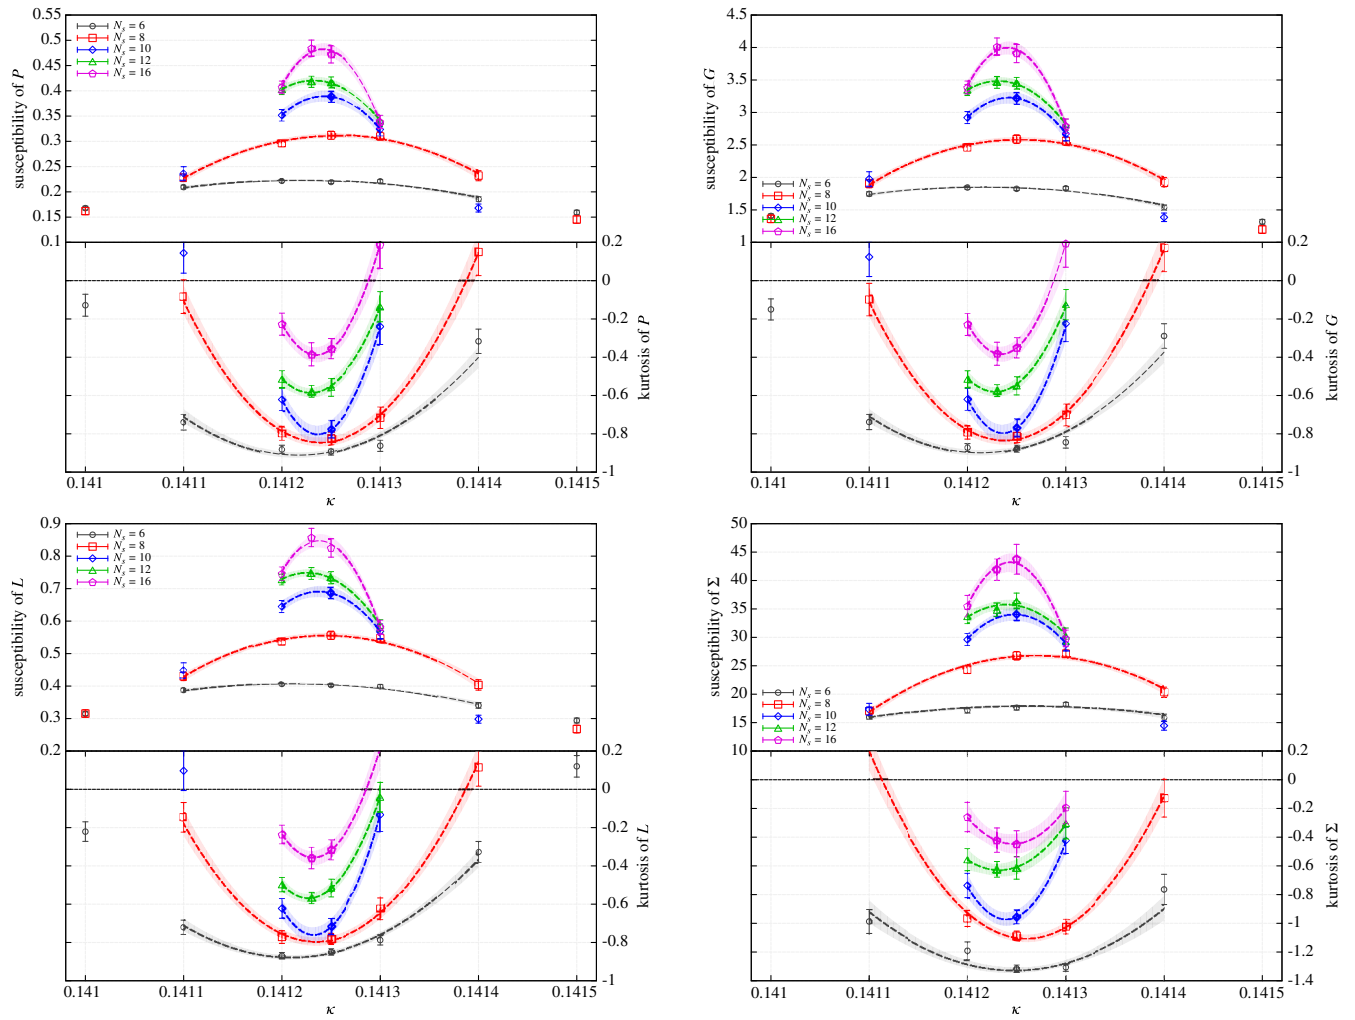 0.55
0.5
0.45
0.4
0.35
0.3
0.25
0.2
0.15
0.1
susceptibility of P
N_s = 6
N_s = 8
N_s = 10
N_s = 12
N_s = 16
0.2
0
-0.2
-0.4
-0.6
-0.8
-1
kurtosis of P
0.141 0.1411 0.1412 0.1413 0.1414 0.1415
κ
4.5
4
3.5
3
2.5
2
1.5
1
susceptibility of G
N_s = 6
N_s = 8
N_s = 10
N_s = 12
N_s = 16
0.2
0
-0.2
-0.4
-0.6
-0.8
-1
kurtosis of G
0.141 0.1411 0.1412 0.1413 0.1414 0.1415
κ
0.9
0.8
0.7
0.6
0.5
0.4
0.3
0.2
susceptibility of L
N_s = 6
N_s = 8
N_s = 10
N_s = 12
N_s = 16
0.2
0
-0.2
-0.4
-0.6
-0.8
-1
kurtosis of L
0.141 0.1411 0.1412 0.1413 0.1414 0.1415
κ
50
45
40
35
30
25
20
15
10
susceptibility of Σ
N_s = 6
N_s = 8
N_s = 10
N_s = 12
N_s = 16
0.2
0
-0.2
-0.4
-0.6
-0.8
-1
-1.2
-1.4
kurtosis of Σ
0.141 0.1411 0.1412 0.1413 0.1414 0.1415
κ